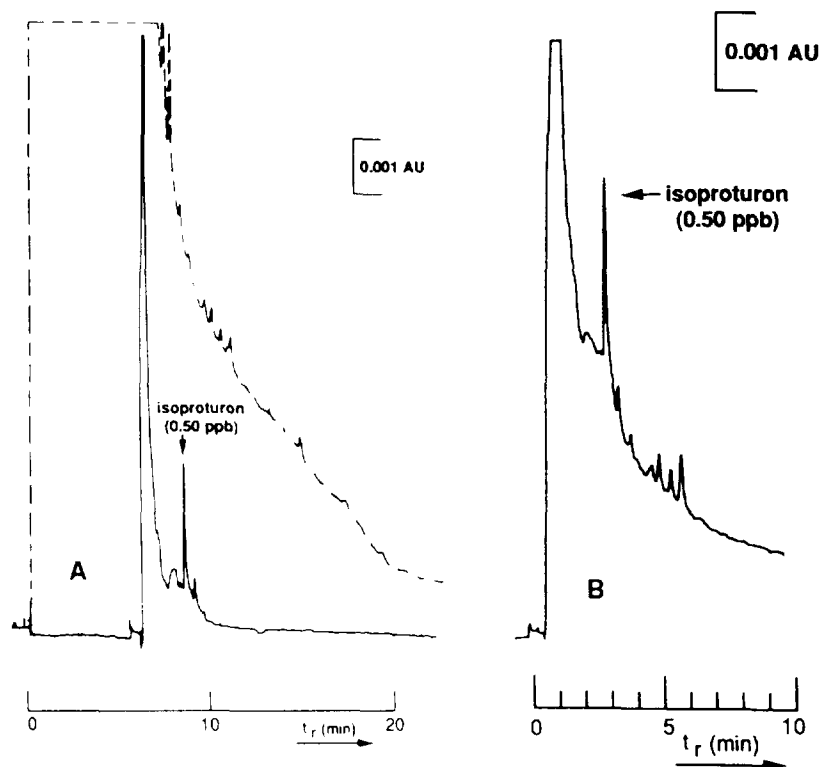 0.001 AU
isoproturon
(0.50 ppb)
A
0 10 20
t r (min)
0.001 AU
isoproturon
(0.50 ppb)
B
0 5 10
t r (min)